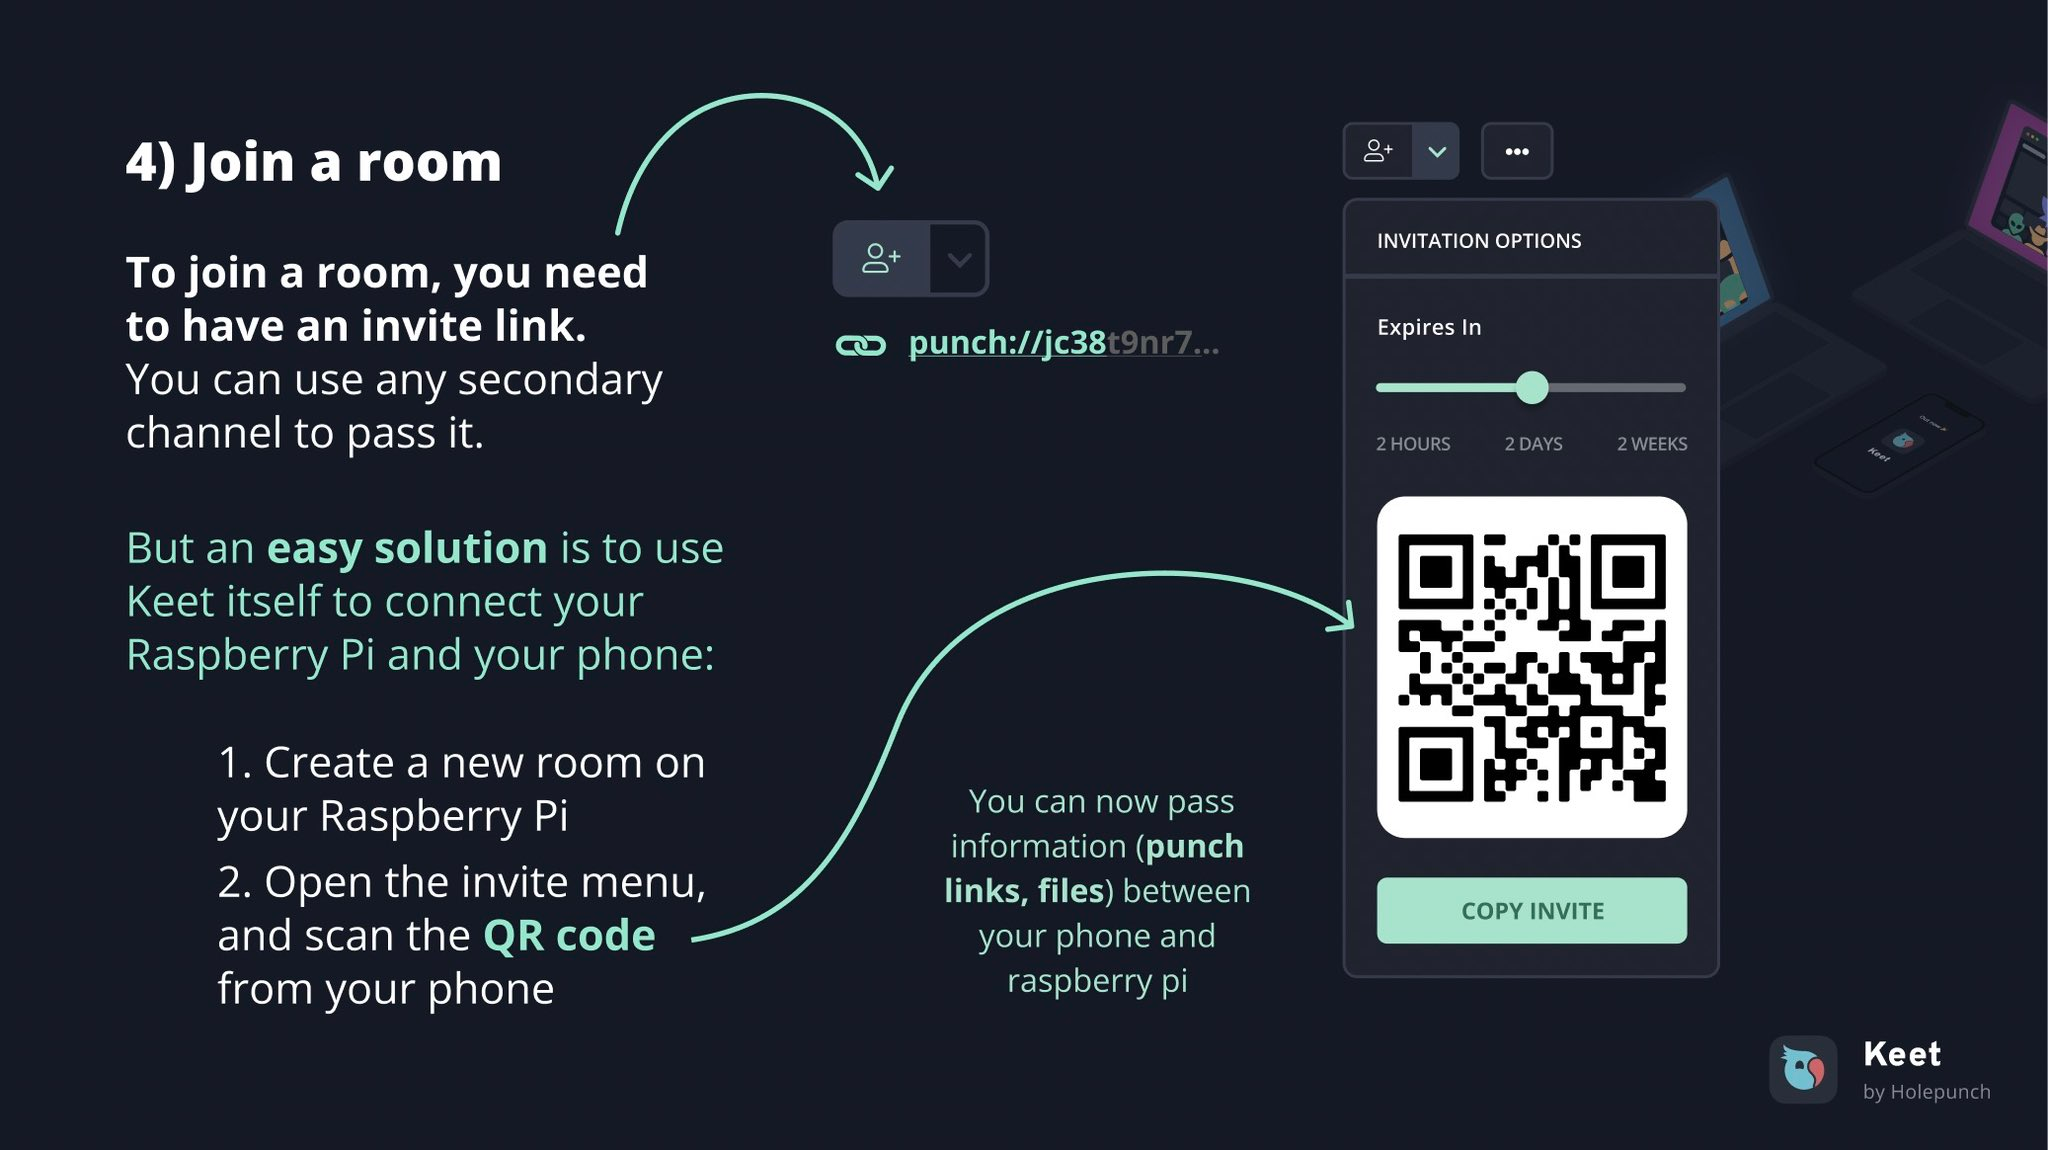 4) Join a room
To join a room, you need
to have an invite link.
You can use any secondary
channel to pass it.
But an easy solution is to use
Keet itself to connect your
Raspberry Pi and your phone:
1. Create a new room on
your Raspberry Pi
2. Open the invite menu,
and scan the QR code
from your phone
punch://jc38t9nr7...
You can now pass
information (punch
links, files) between
your phone and
raspberry pi
INVITATION OPTIONS
Expires In
2 HOURS 2 DAYS 2 WEEKS
COPY INVITE
Keet
Keet
by Holepunch